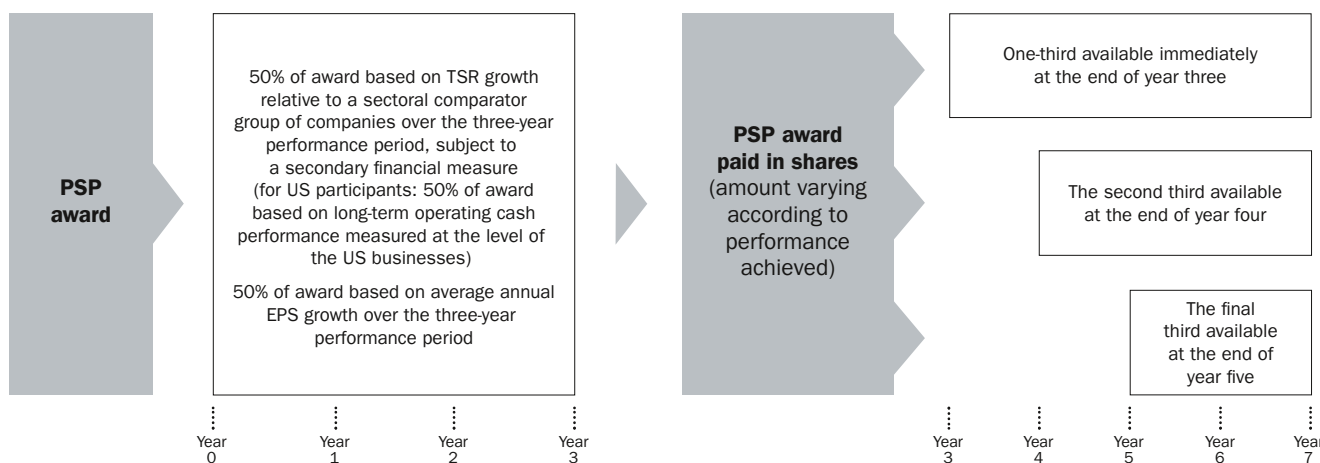 PSP
award
50% of award based on TSR growth
relative to a sectoral comparator
group of companies over the three-year
performance period, subject to
a secondary financial measure
(for US participants: 50% of award
based on long-term operating cash
performance measured at the level of
the US businesses)
50% of award based on average annual
EPS growth over the three-year
performance period
PSP award
paid in shares
(amount varying
according to
performance
achieved)
One-third available immediately
at the end of year three
The second third available
at the end of year four
The final
third available
at the end of
year five
Year
0
Year
1
Year
2
Year
3
Year
3
Year
4
Year
5
Year
6
Year
7